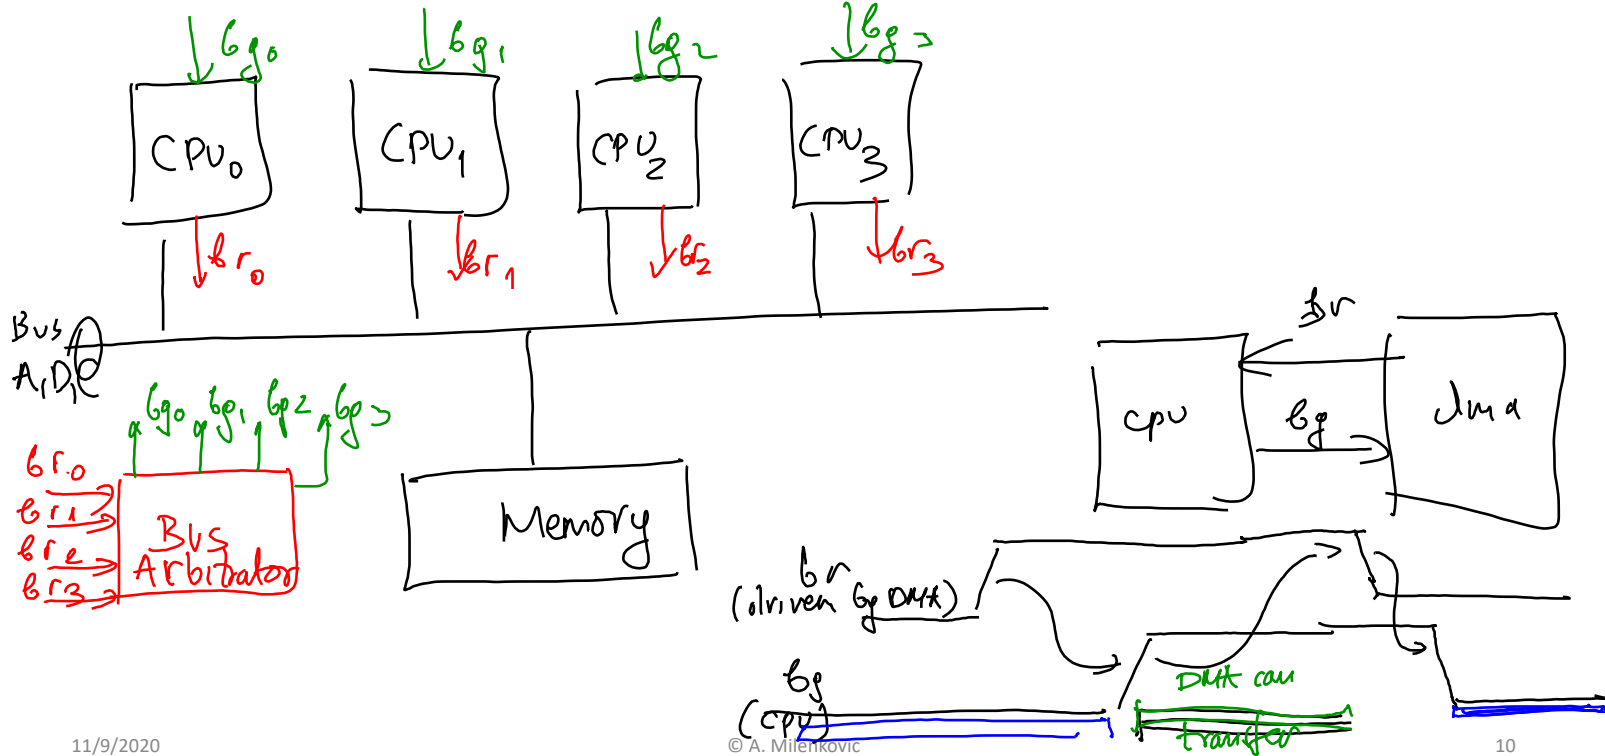 bg0 bg1 bg2 bg3
CPU0 CPU1 CPU2 CPU3
br0 br1 br2 br3
Bus
A,D,C
bg0 bg1 bg2 bg3
br0
br1
br2
br3
Bus
Arbitrator
Memory
br
cpu bg dma
br
(driven by DMA)
bg
(CPU)
DMA can
transfer
11/9/2020 © A. Milenkovic 10